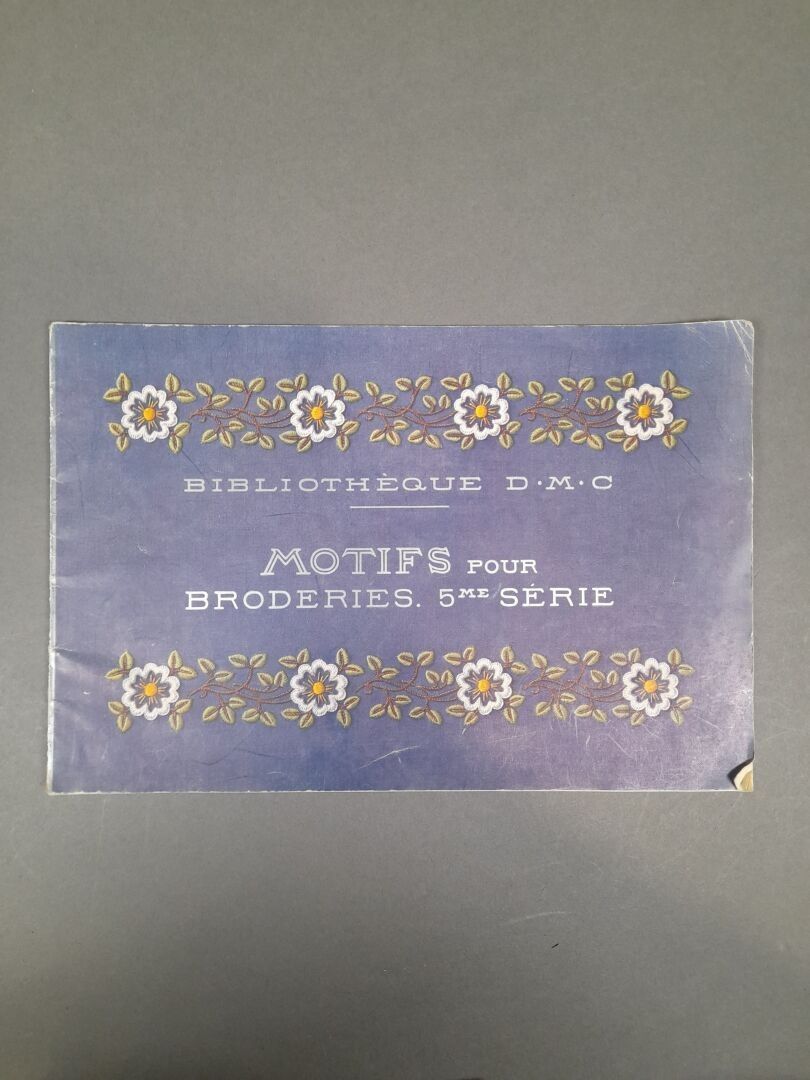 BIBLIOTHÈQUE D·M·C
MOTIFS POUR
BRODERIES. 5ME SÉRIE